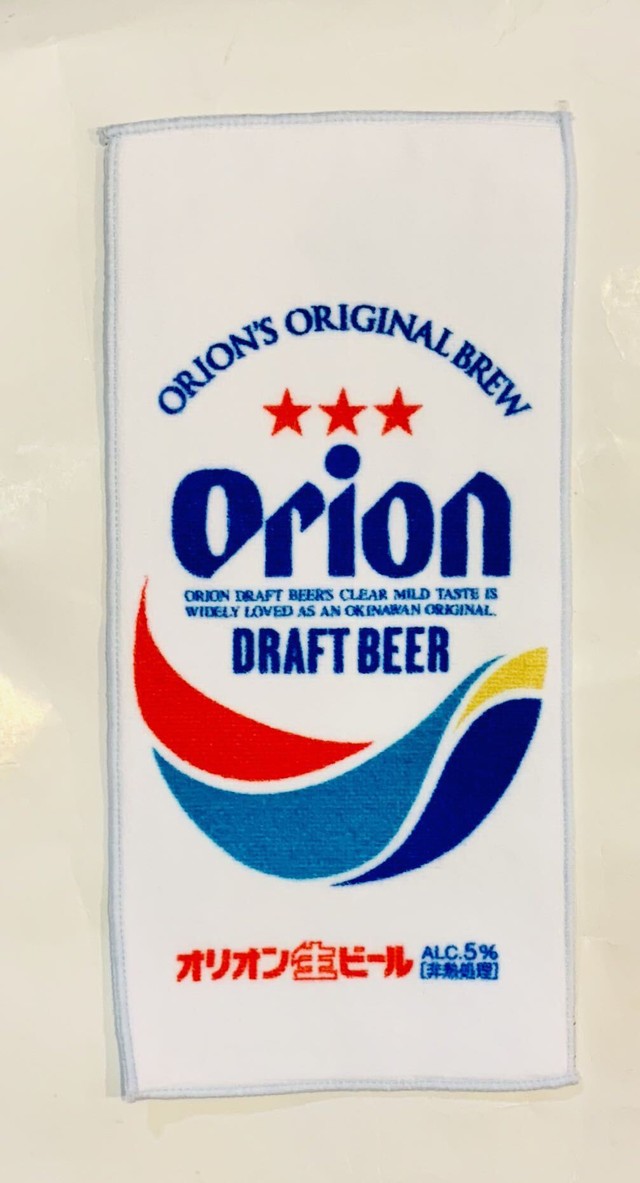 ORION'S ORIGINAL BREW
Orion
ORION DRAFT BEER'S CLEAR MILD TASTE IS
WIDELY LOVED AS AN OKINAWAN ORIGINAL.
DRAFT BEER
オリオン生ビール ALC.5%
[非熱処理]